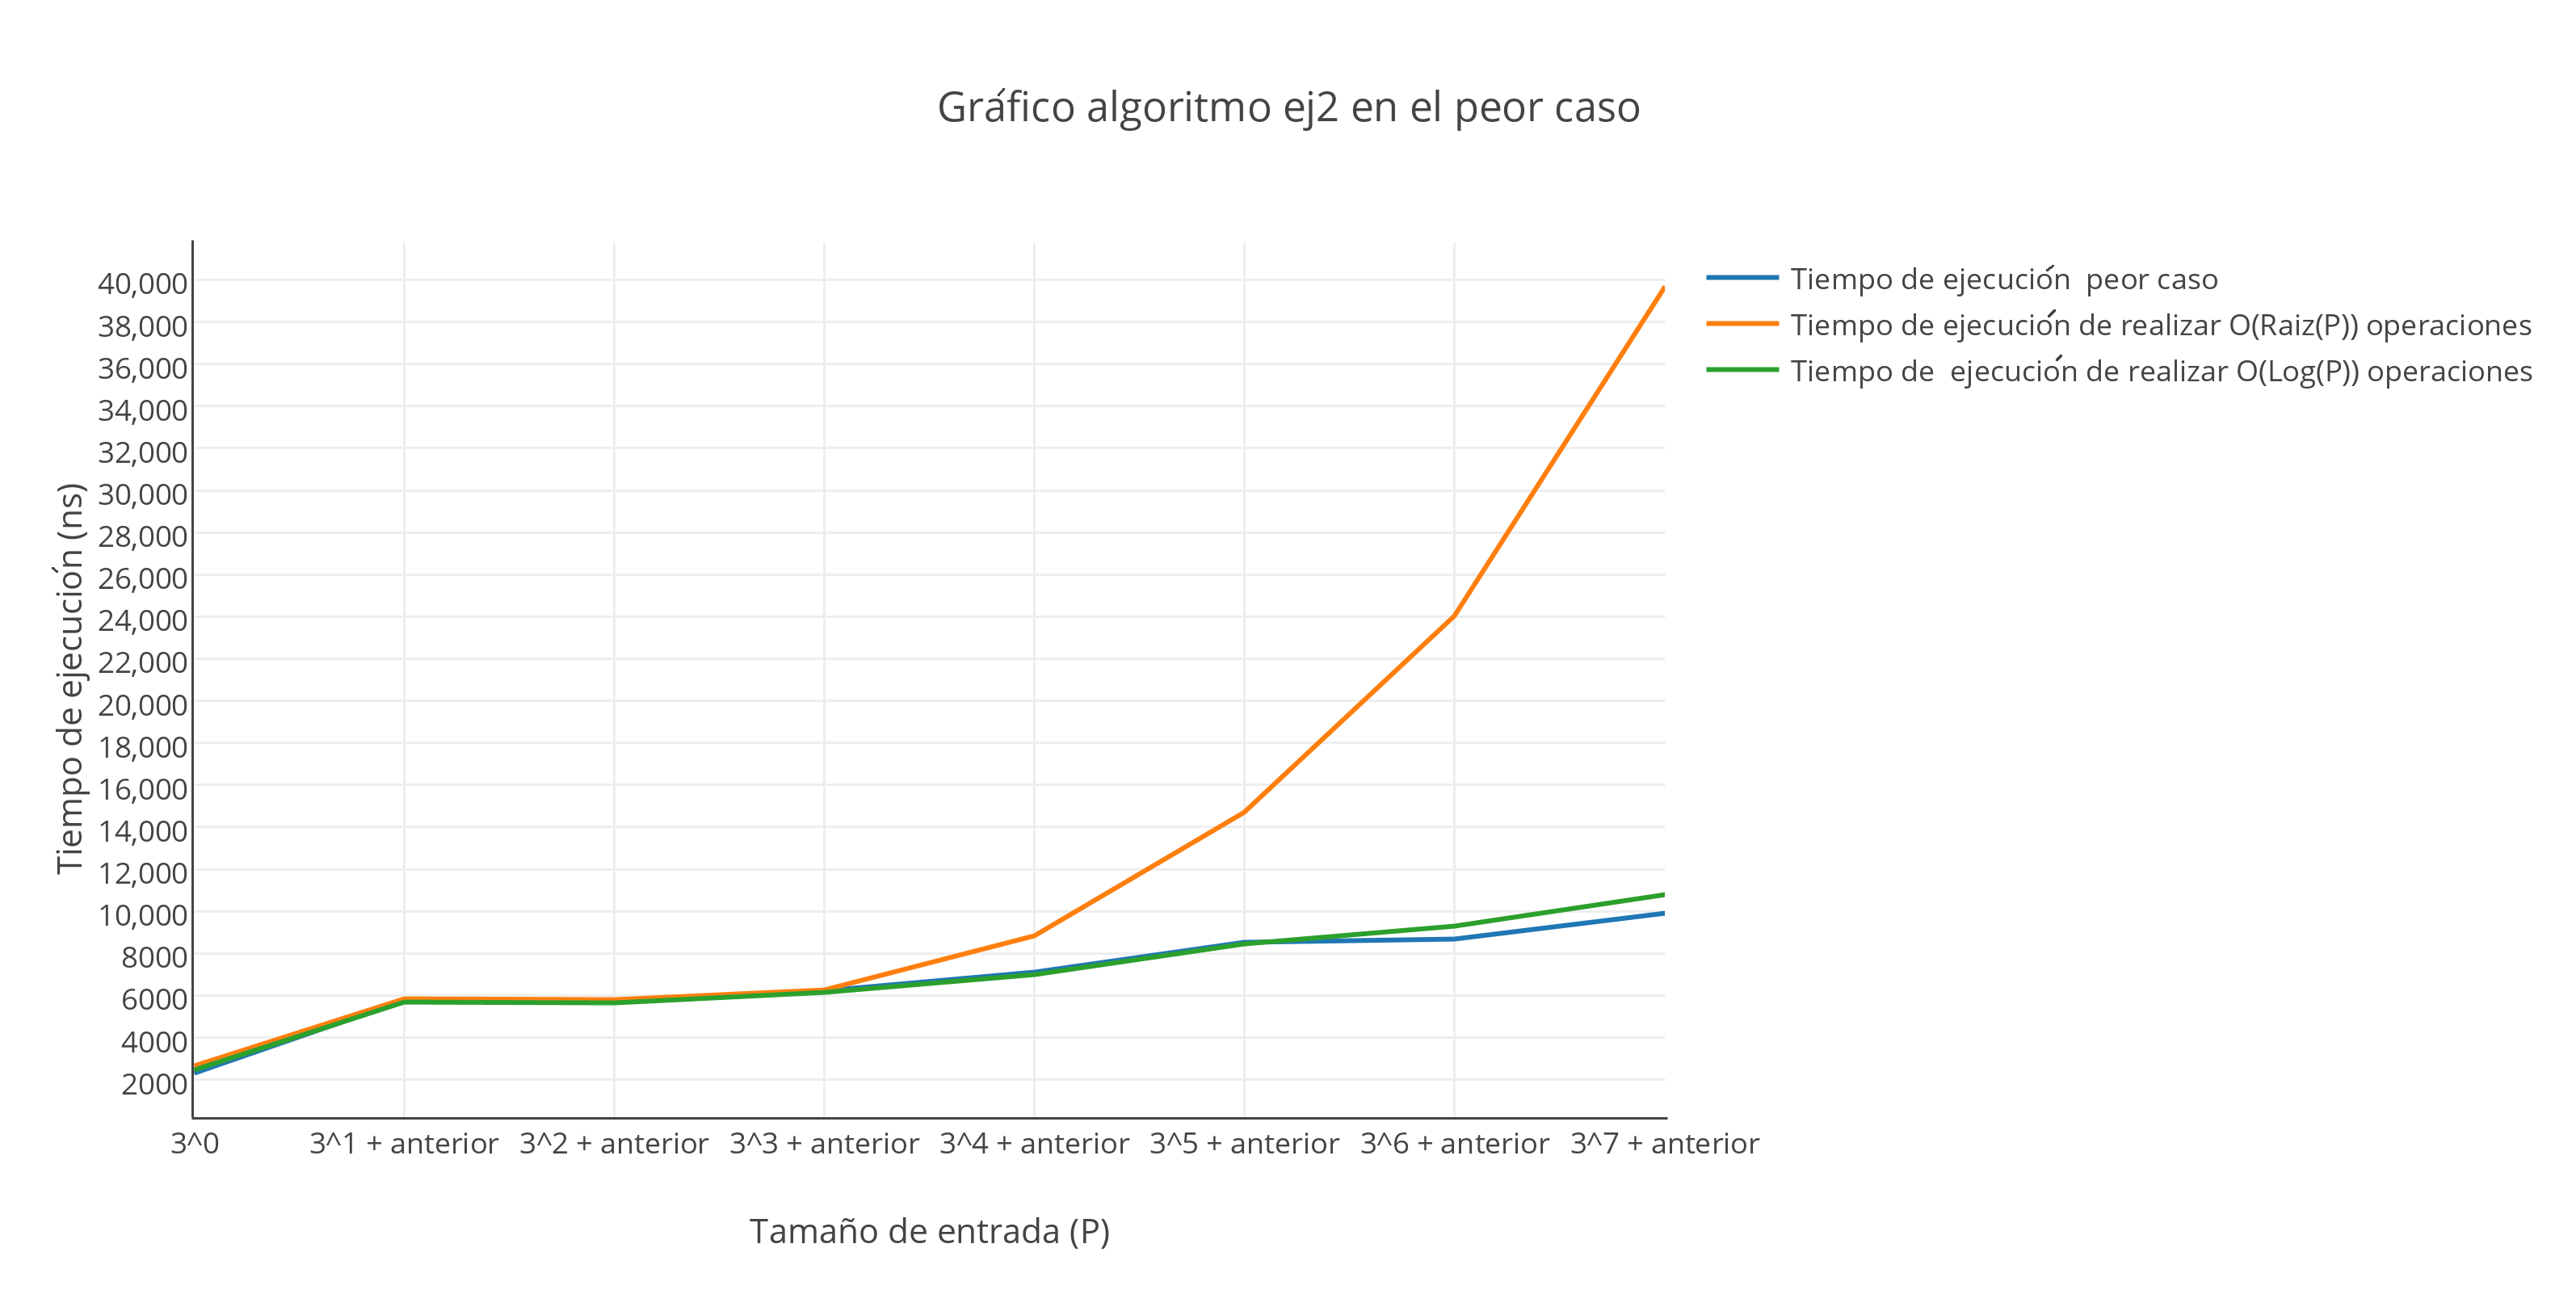 Gráfico algoritmo ej2 en el peor caso
Tiempo de ejecución (ns)
40,000
38,000
36,000
34,000
32,000
30,000
28,000
26,000
24,000
22,000
20,000
18,000
16,000
14,000
12,000
10,000
8000
6000
4000
2000
3^0
3^1 + anterior
3^2 + anterior
3^3 + anterior
3^4 + anterior
3^5 + anterior
3^6 + anterior
3^7 + anterior
Tamaño de entrada (P)
Tiempo de ejecución  peor caso
Tiempo de ejecución de realizar O(Raiz(P)) operaciones
Tiempo de  ejecución de realizar O(Log(P)) operaciones